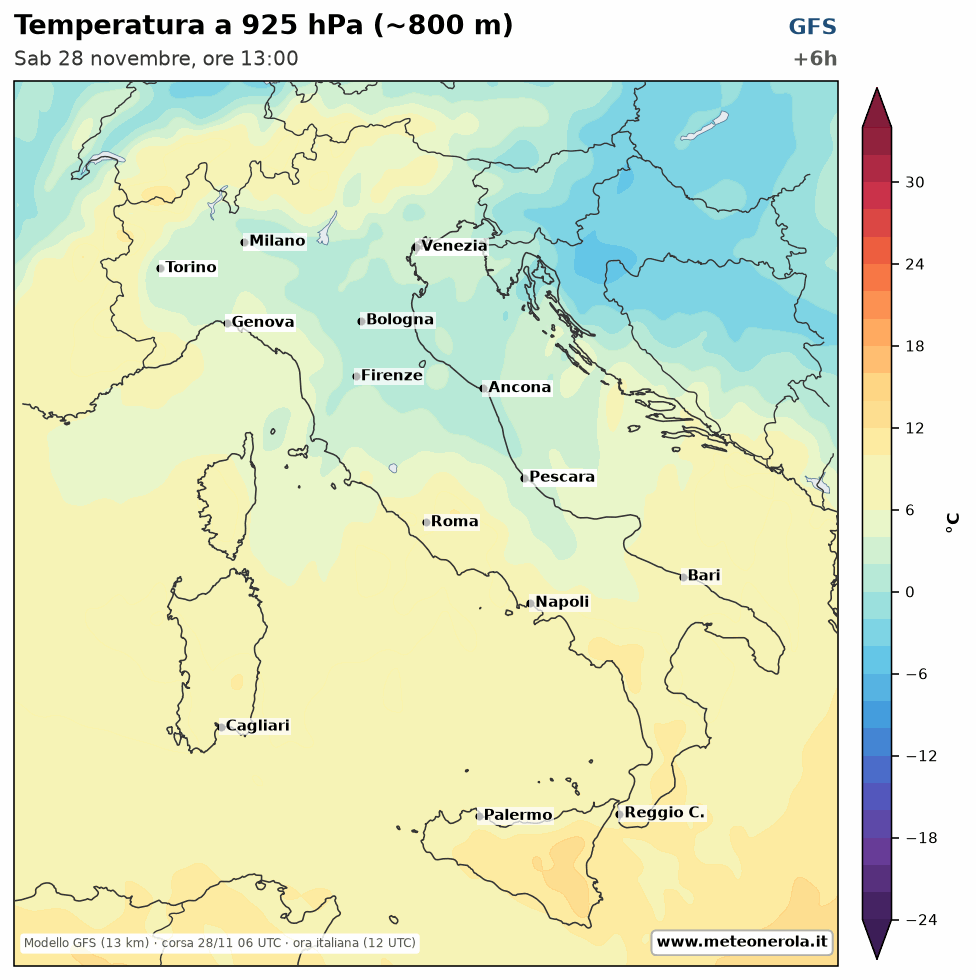 Temperatura a 925 hPa (~800 m)
GFS
Sab 28 novembre, ore 13:00
+6h
Milano
Venezia
Torino
Genova
Bologna
Firenze
Ancona
Pescara
Roma
Bari
Napoli
Cagliari
Palermo
Reggio C.
30
24
18
12
6
0
−6
−12
−18
−24
°C
Modello GFS (13 km) · corsa 28/11 06 UTC · ora italiana (12 UTC)
www.meteonerola.it